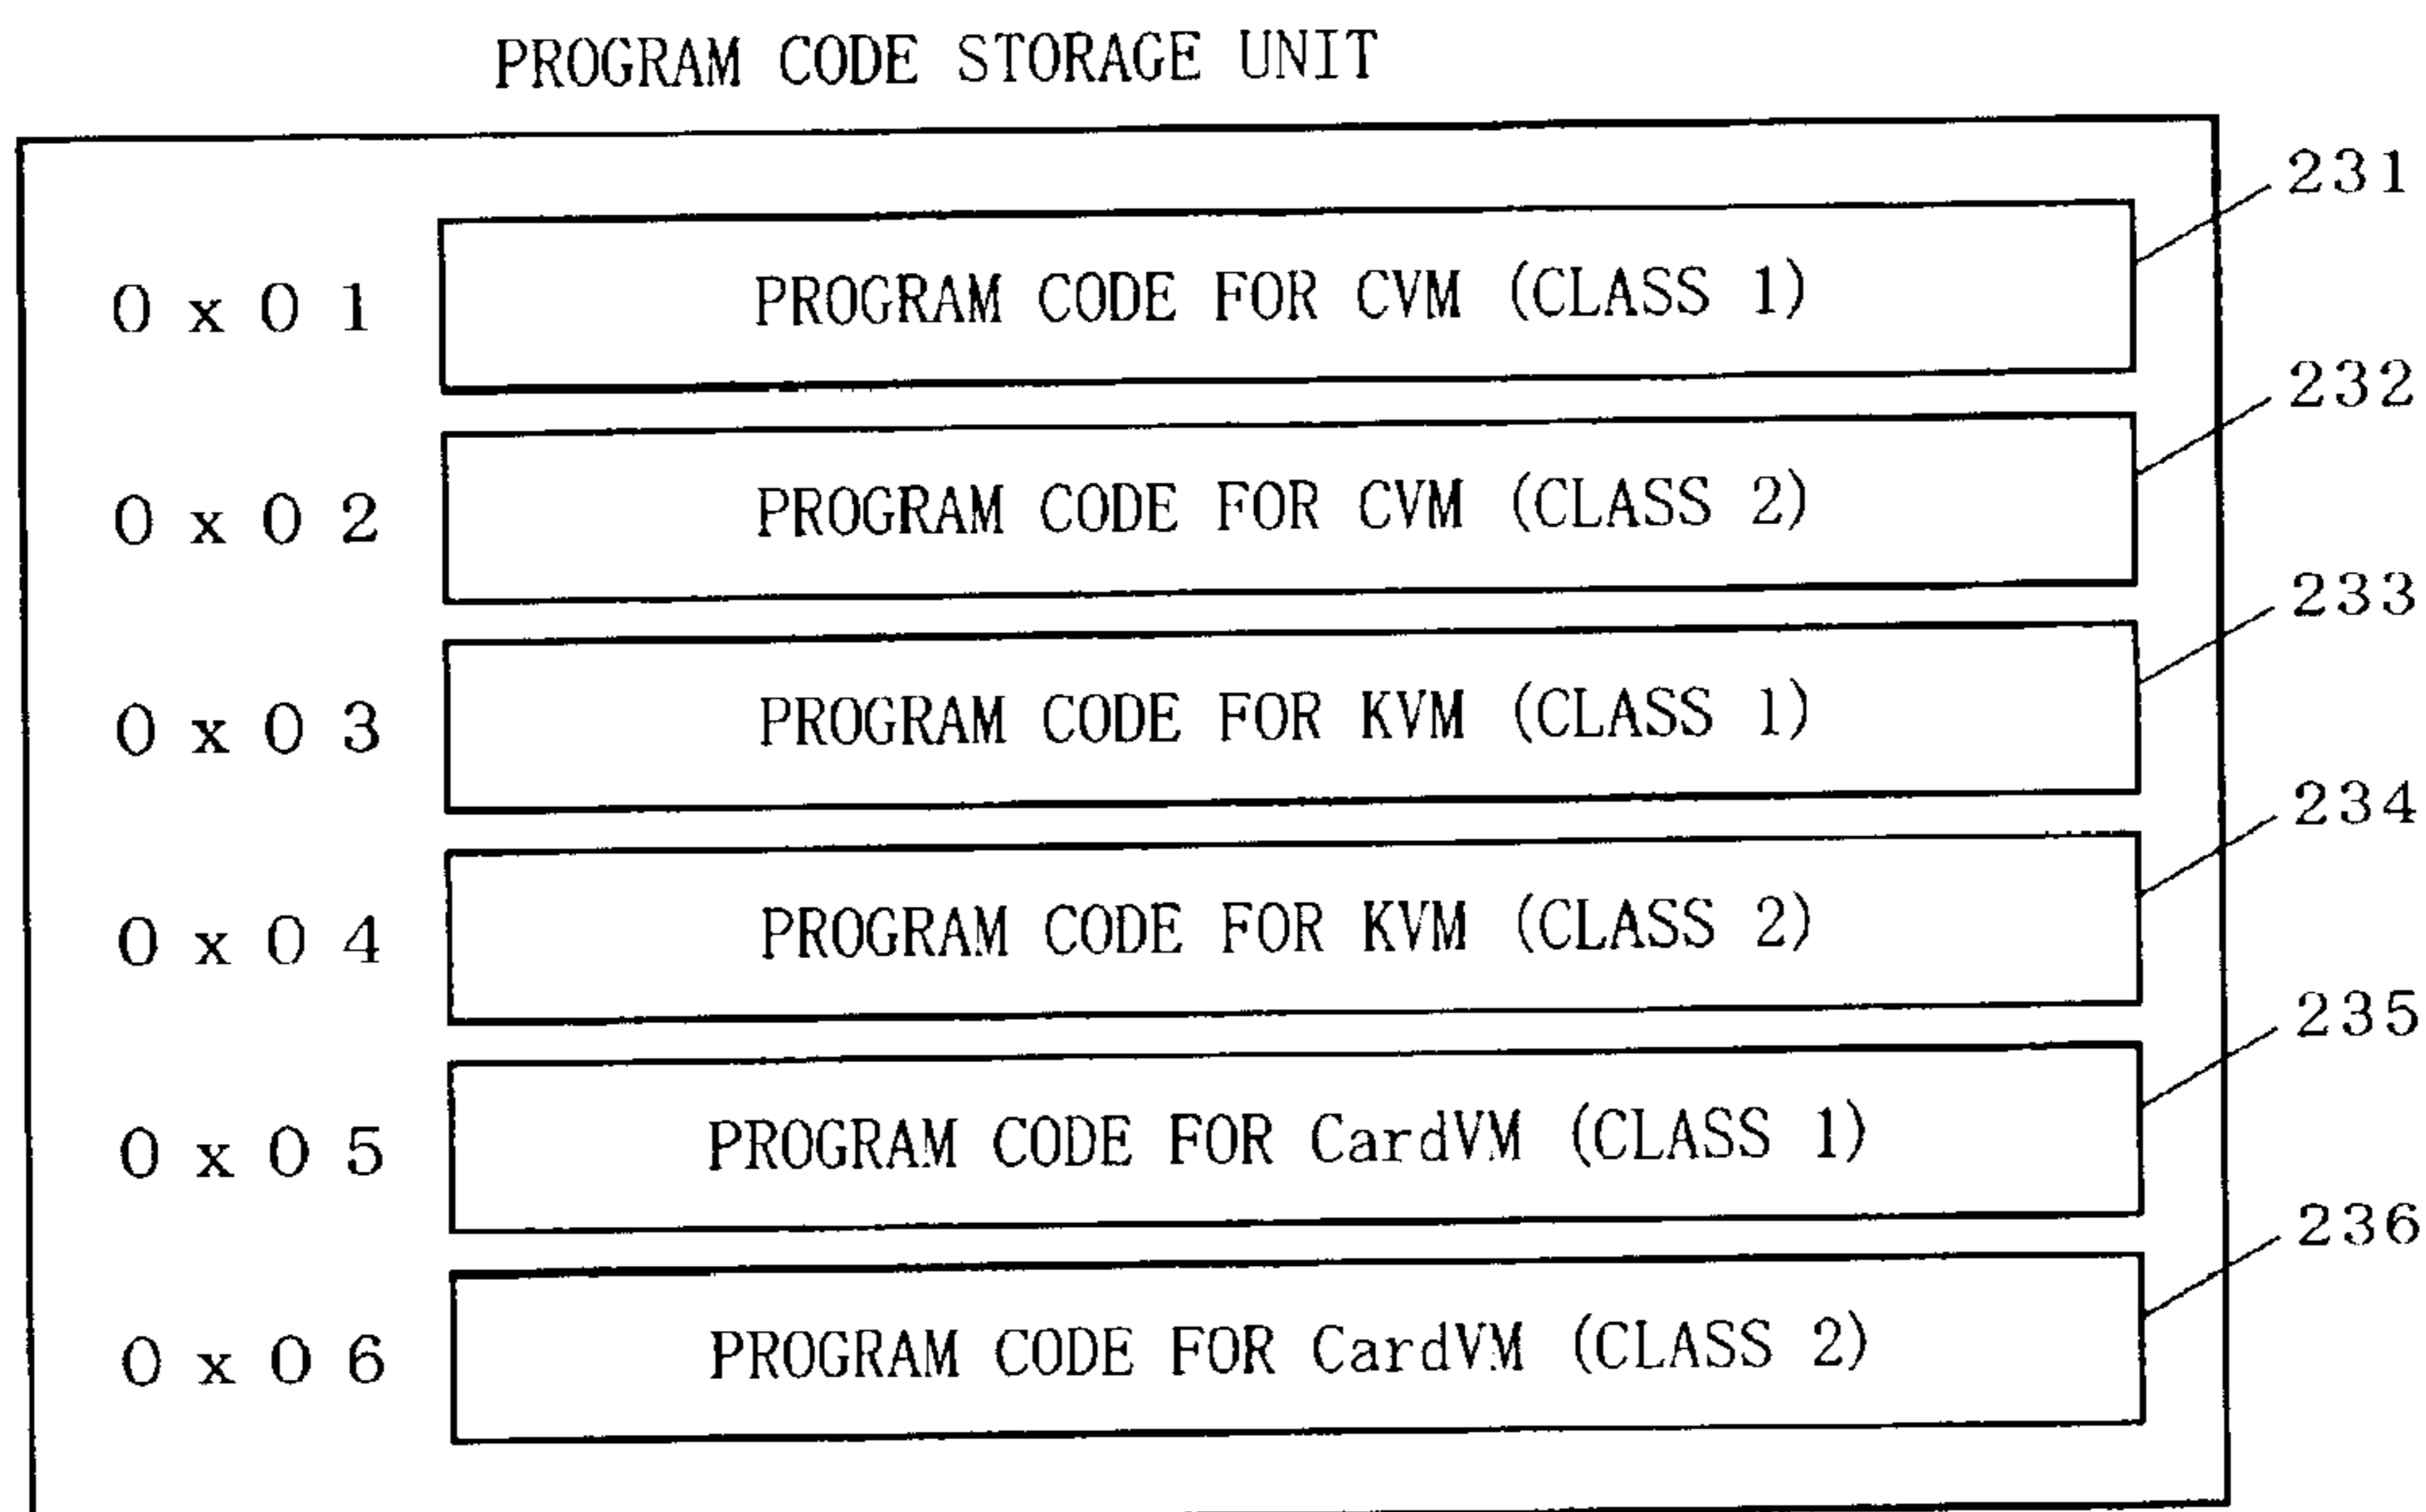 PROGRAM CODE STORAGE UNIT
231
0x01 PROGRAM CODE FOR CVM (CLASS 1)
232
0x02 PROGRAM CODE FOR CVM (CLASS 2)
233
0x03 PROGRAM CODE FOR KVM (CLASS 1)
234
0x04 PROGRAM CODE FOR KVM (CLASS 2)
235
0x05 PROGRAM CODE FOR CardVM (CLASS 1)
236
0x06 PROGRAM CODE FOR CardVM (CLASS 2)